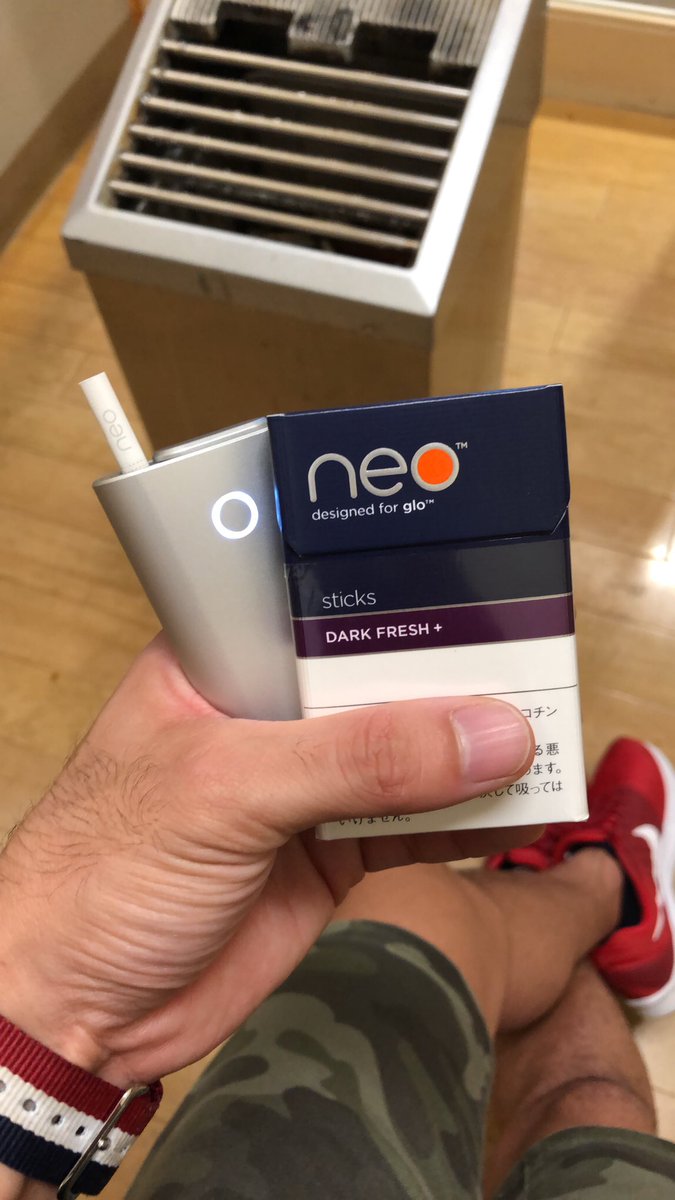 neo
neo™
designed for glo™
sticks
DARK FRESH +
コチン
る悪
ます。
して吸っては
いけません。